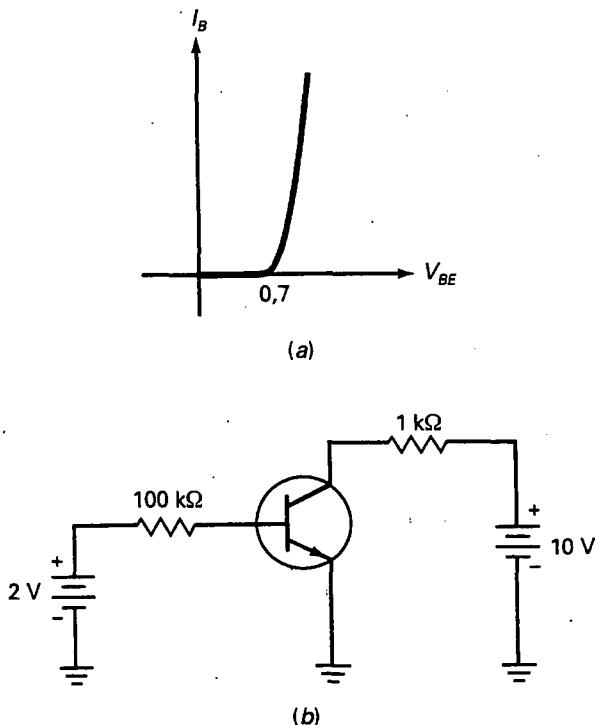 I_B
V_BE
0,7
(a)
1 kΩ
100 kΩ
+
+
2 V
10 V
-
-
(b)